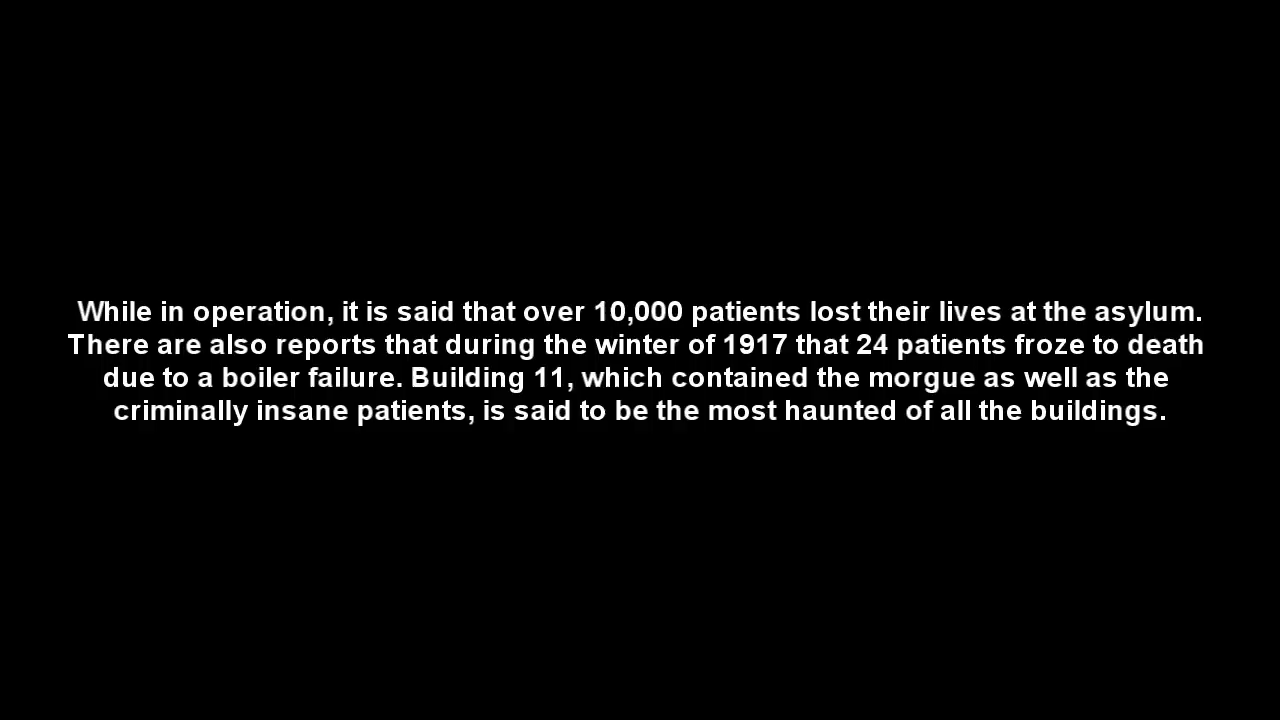 While in operation, it is said that over 10,000 patients lost their lives at the asylum.
There are also reports that during the winter of 1917 that 24 patients froze to death
due to a boiler failure. Building 11, which contained the morgue as well as the
criminally insane patients, is said to be the most haunted of all the buildings.